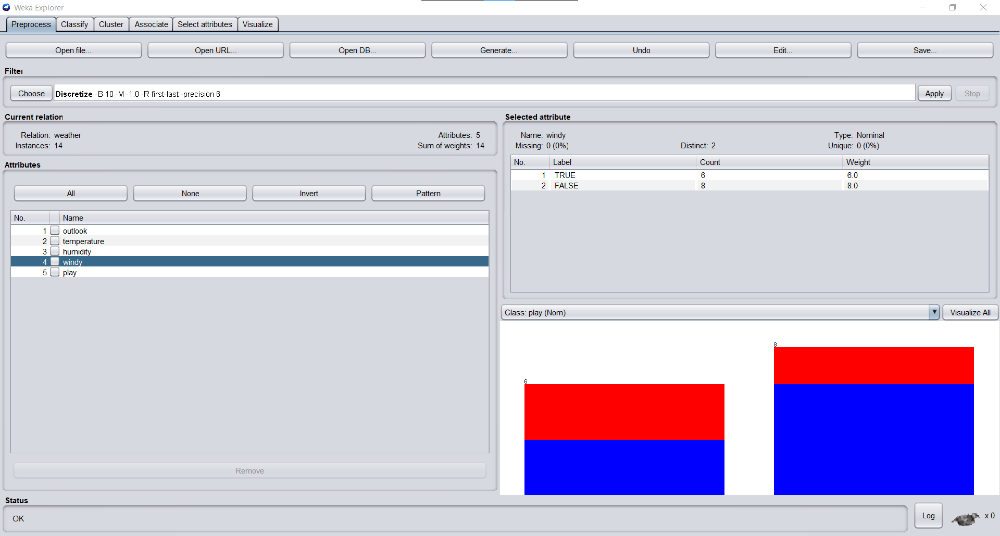 Weka Explorer
Preprocess Classify Cluster Associate Select attributes Visualize
Open file... Open URL... Open DB... Generate... Undo Edit... Save...
Filter
Choose Discretize -B 10 -M -1.0 -R first-last -precision 6 Apply Stop
Current relation
Relation: weather Attributes: 5
Instances: 14 Sum of weights: 14
Attributes
All None Invert Pattern
No. Name
1 outlook
2 temperature
3 humidity
4 windy
5 play
Remove
Selected attribute
Name: windy Type: Nominal
Missing: 0 (0%) Distinct: 2 Unique: 0 (0%)
No. Label Count Weight
1 TRUE 6 6.0
2 FALSE 8 8.0
Class: play (Nom) Visualize All
6
8
Status
OK
Log x 0